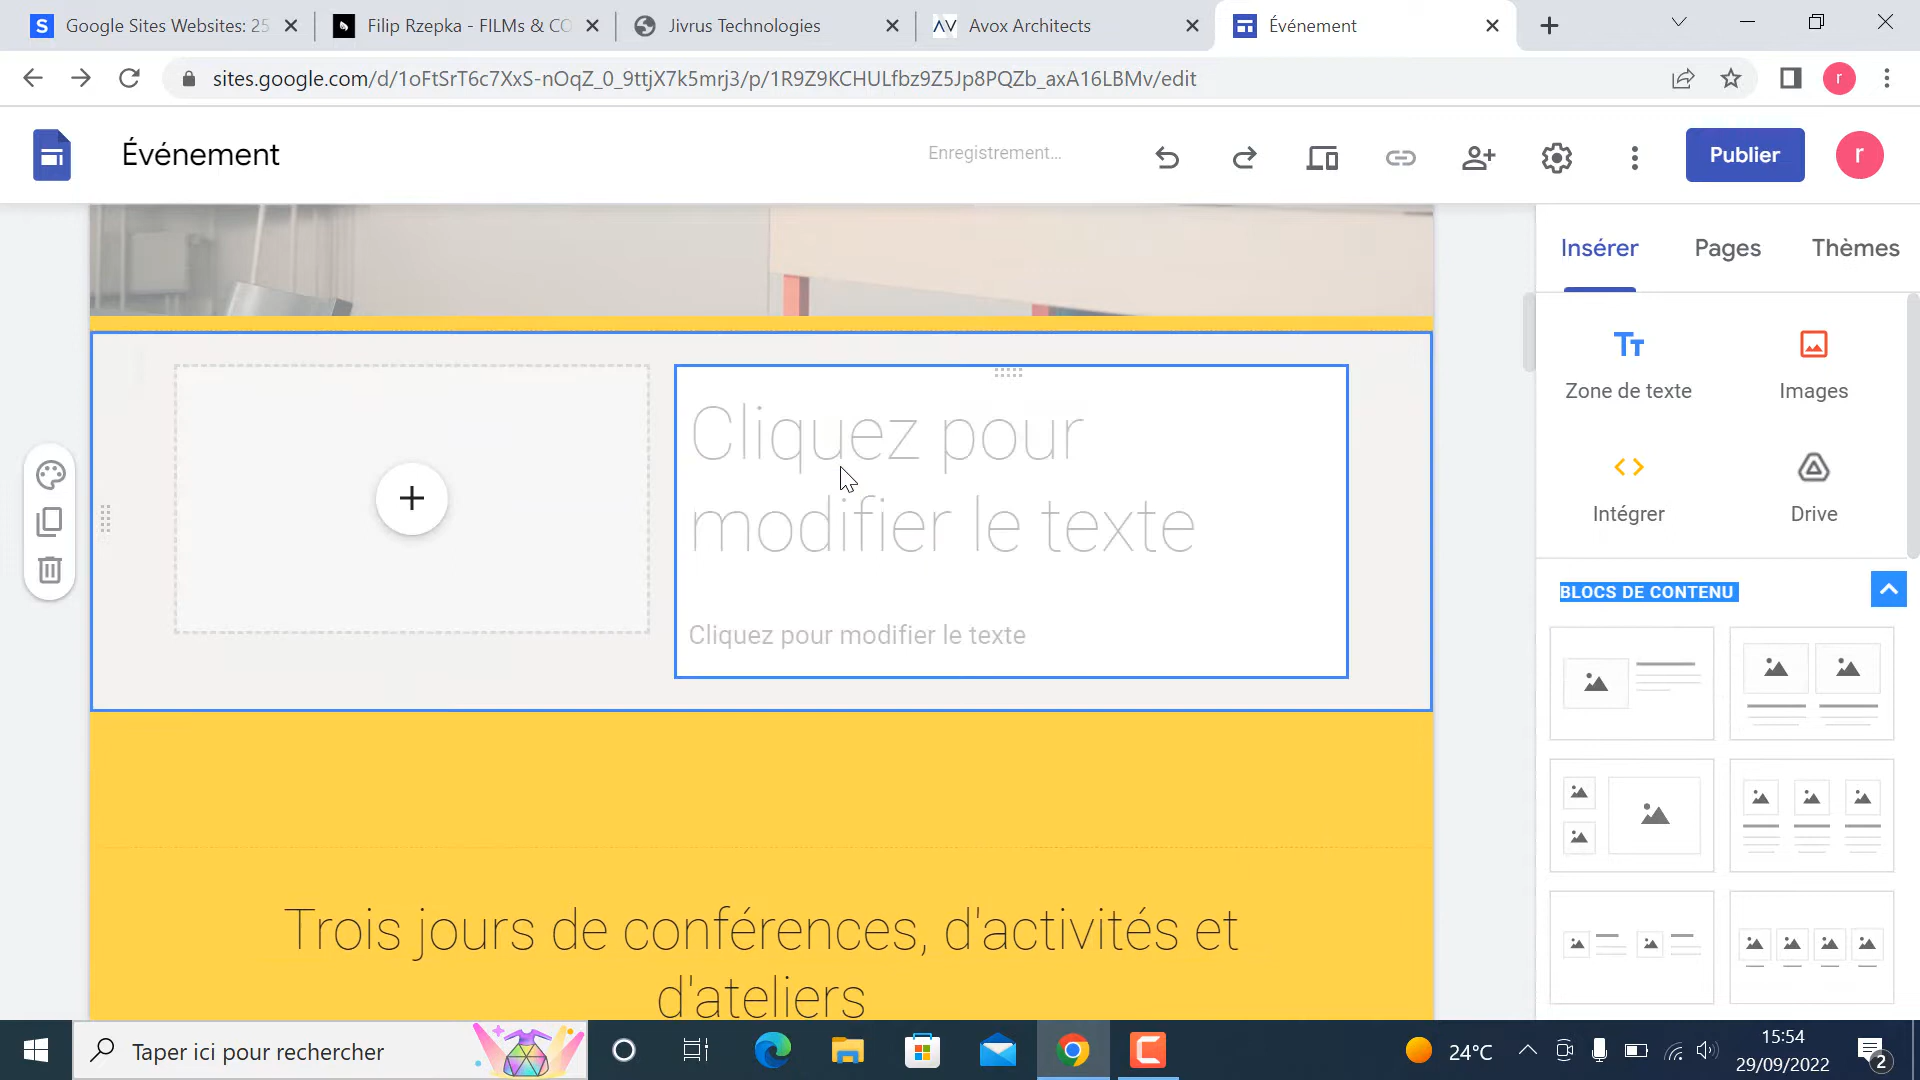 Google Sites Websites: 25
Filip Rzepka - FILMs & CO
Jivrus Technologies
Avox Architects
Événement
sites.google.com/d/1oFtSrT6c7XxS-nOqZ_0_9ttjX7k5mrj3/p/1R9Z9KCHULfbz9Z5Jp8PQZb_axA16LBMv/edit
r
Événement
Enregistrement...
Publier
r
Insérer
Pages
Thèmes
Zone de texte
Images
Intégrer
Drive
BLOCS DE CONTENU
Cliquez pour
modifier le texte
Cliquez pour modifier le texte
Trois jours de conférences, d'activités et
d'ateliers
Taper ici pour rechercher
24°C
15:54
29/09/2022
2